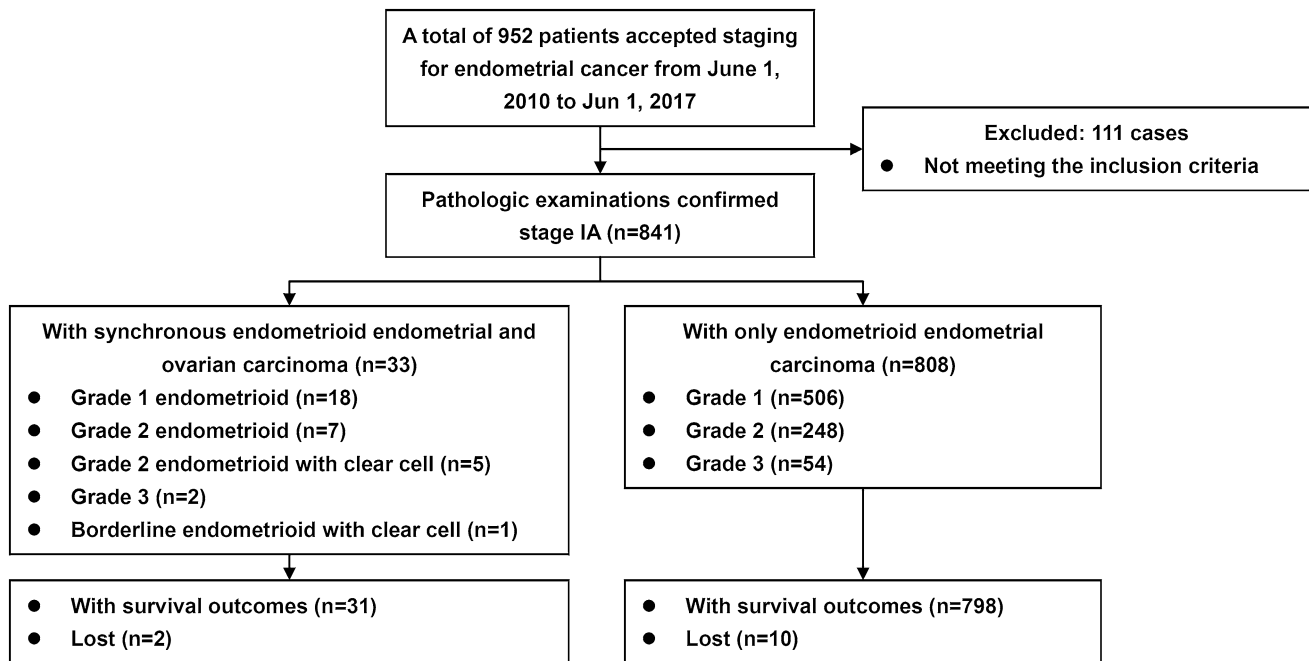 A total of 952 patients accepted staging
for endometrial cancer from June 1,
2010 to Jun 1, 2017
Excluded: 111 cases
● Not meeting the inclusion criteria
Pathologic examinations confirmed
stage IA (n=841)
With synchronous endometrioid endometrial and
ovarian carcinoma (n=33)
● Grade 1 endometrioid (n=18)
● Grade 2 endometrioid (n=7)
● Grade 2 endometrioid with clear cell (n=5)
● Grade 3 (n=2)
● Borderline endometrioid with clear cell (n=1)
With only endometrioid endometrial
carcinoma (n=808)
● Grade 1 (n=506)
● Grade 2 (n=248)
● Grade 3 (n=54)
● With survival outcomes (n=31)
● Lost (n=2)
● With survival outcomes (n=798)
● Lost (n=10)